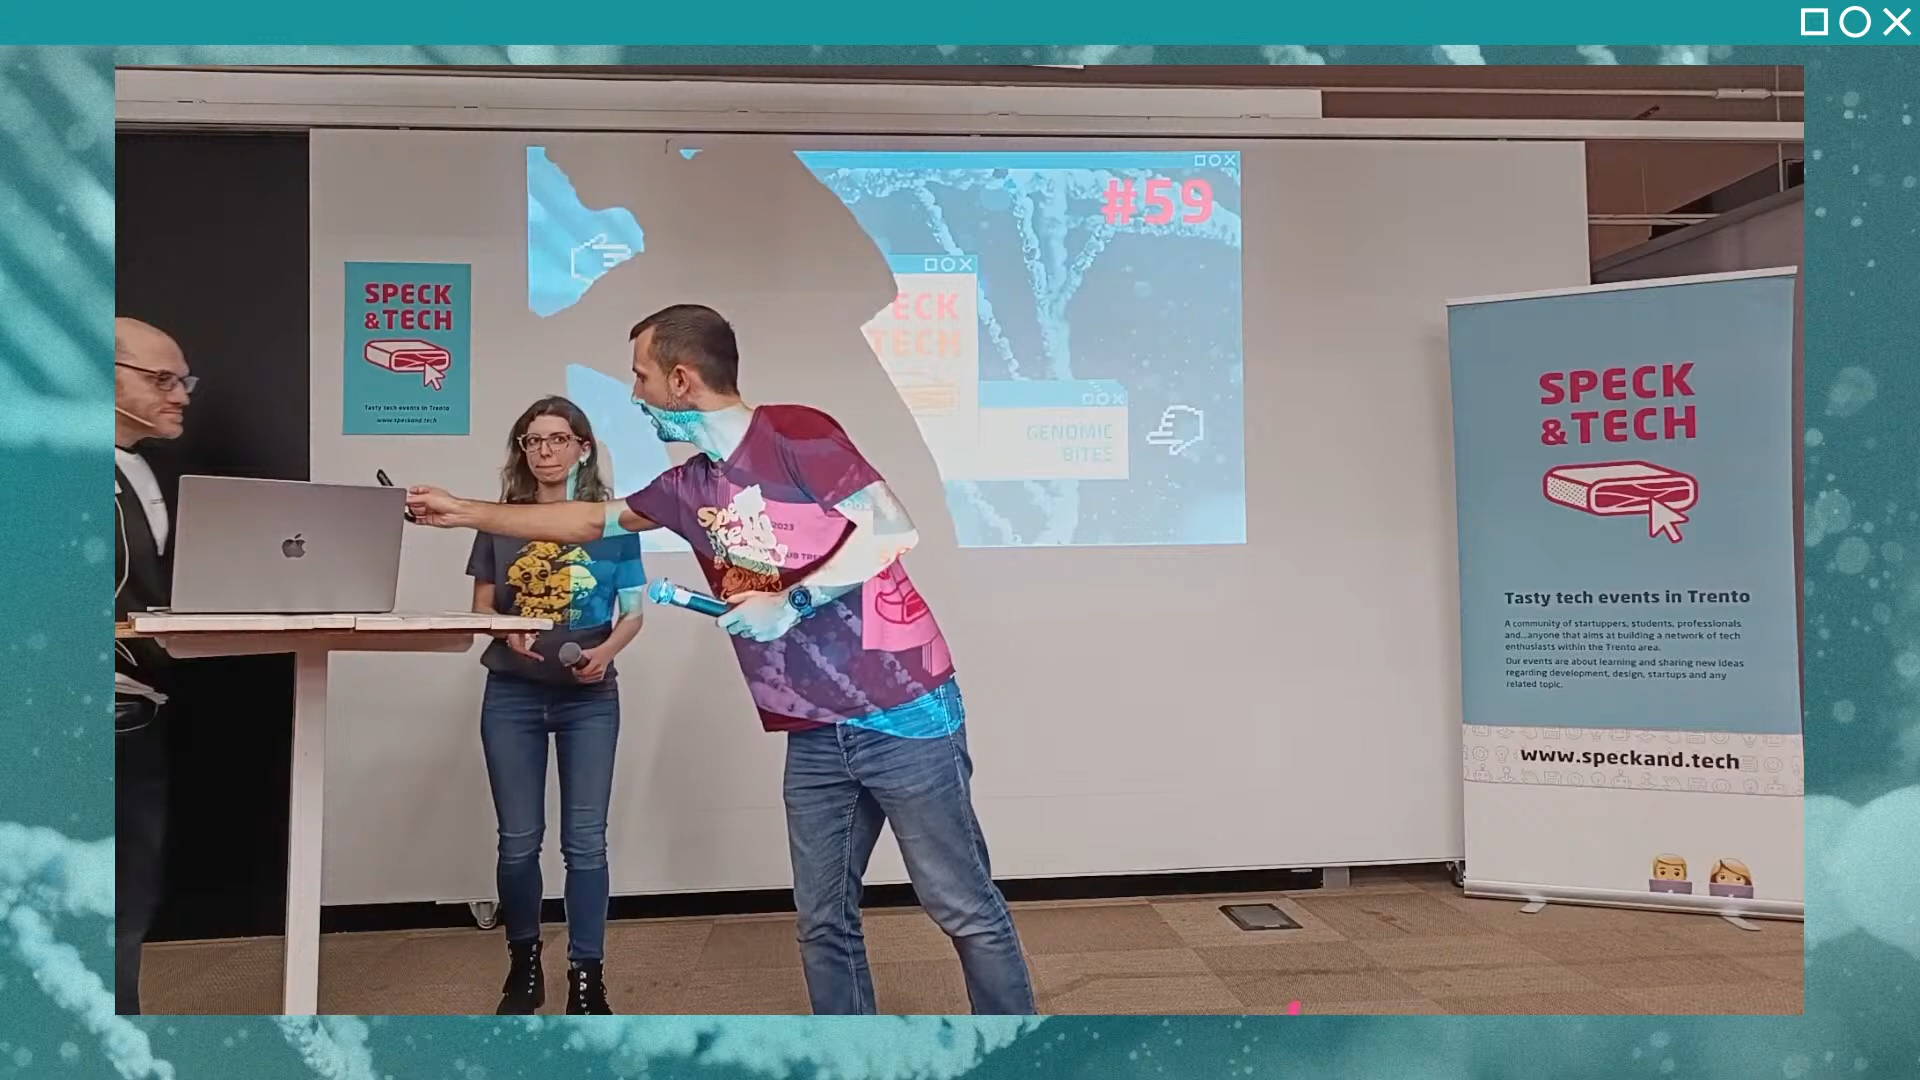 #59
SPECK
&TECH
Tasty tech events in Trento
www.speckand.tech
ECK
TECH
GENOMIC
BITES
2023
SPECK
&TECH
Tasty tech events in Trento
A community of startuppers, students, professionals
and...anyone that aims at building a network of tech
enthusiasts within the Trento area.
Our events are about learning and sharing new ideas
regarding development, design, startups and any
related topic.
www.speckand.tech